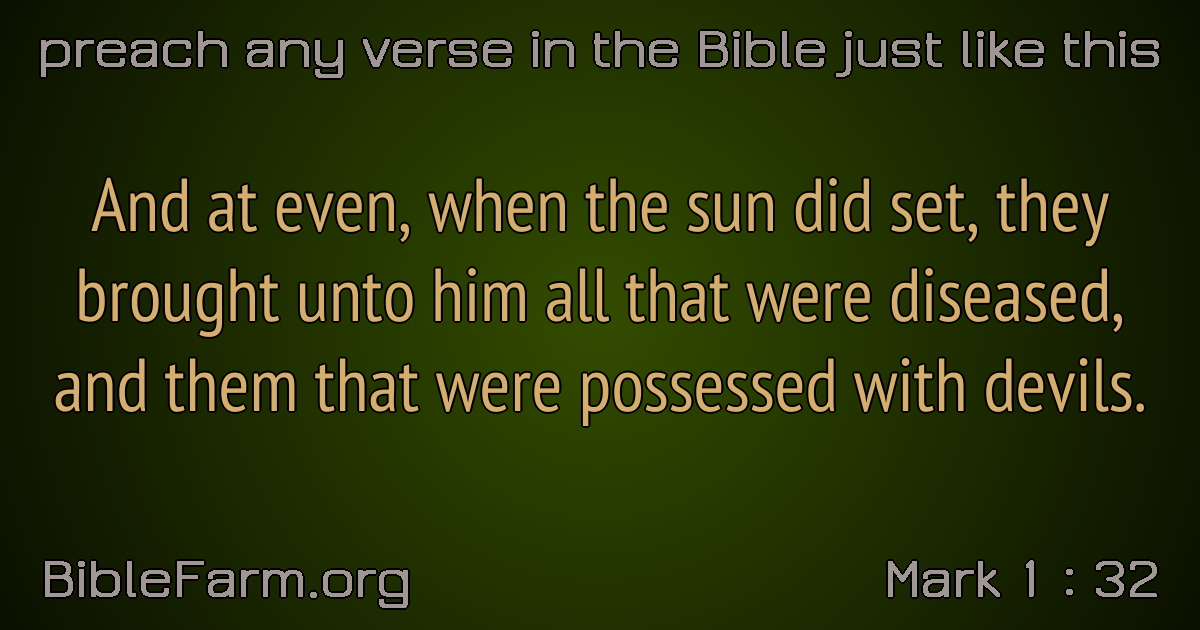 preach any verse in the Bible just like this
And at even, when the sun did set, they
brought unto him all that were diseased,
and them that were possessed with devils.
BibleFarm.org
Mark 1 : 32